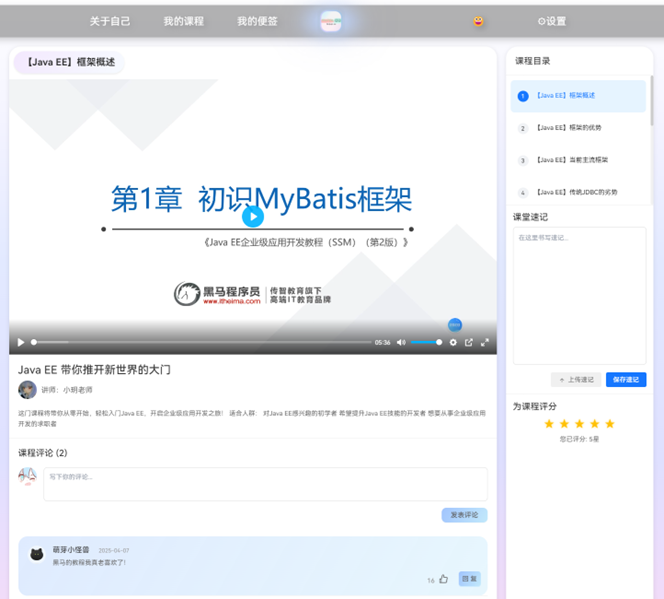 关于自己
我的课程
我的便签
设置
【Java EE】框架概述
第1章 初识MyBatis框架
《Java EE企业级应用开发教程（SSM）（第2版）》
黑马程序员
www.itheima.com
传智教育旗下
高端IT教育品牌
05:36
Java EE 带你推开新世界的大门
讲师：小明老师
这门课程将带你从零开始，轻松入门Java EE，开启企业级应用开发之旅！ 适合人群： 对Java EE感兴趣的初学者 希望提升Java EE技能的开发者 想要从事企业级应用
开发的求职者
课程评论 (2)
写下你的评论...
发表评论
萌芽小怪兽 2025-04-07
黑马的教程我真老喜欢了!
16
回 复
课程目录
1 【Java EE】框架概述
2 【Java EE】框架的优势
3 【Java EE】当前主流框架
4 【Java EE】传统JDBC的劣势
课堂速记
在这里书写速记...
+ 上传速记
保存速记
为课程评分
您已评分: 5星